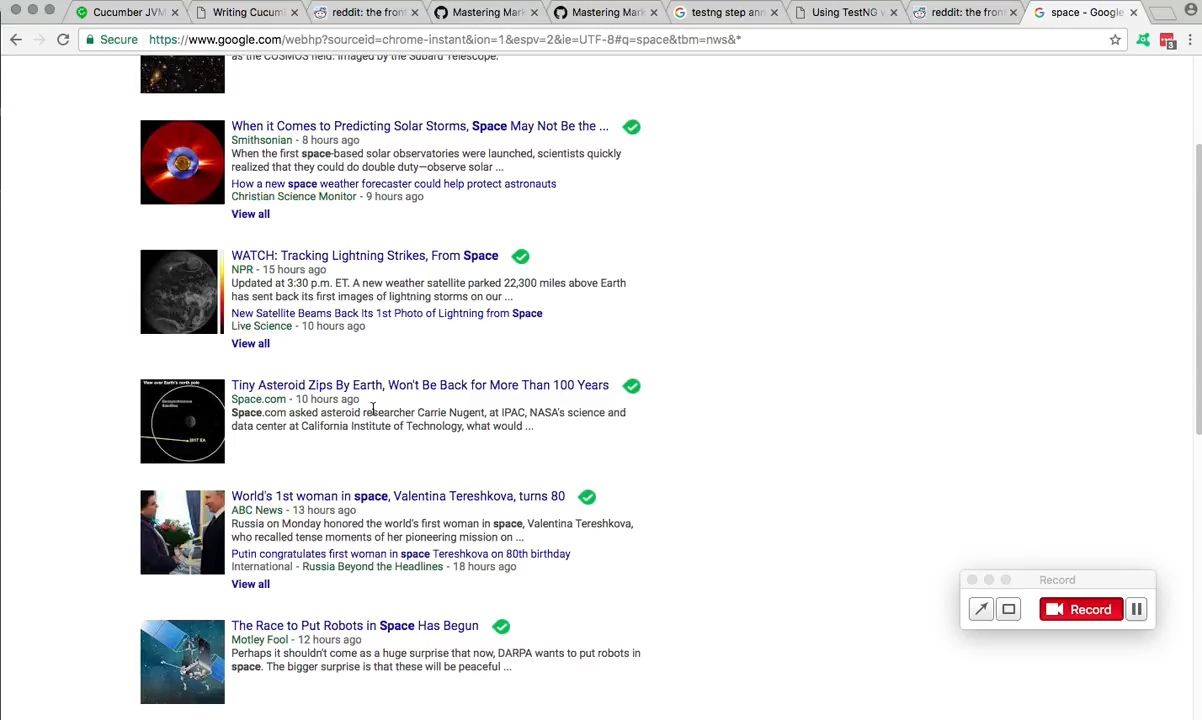 Cucumber JVM
Writing Cucum
reddit: the fron
Mastering Mark
Mastering Mark
testng step ann
Using TestNG w
reddit: the fron
space - Google
Secure https://www.google.com/webhp?sourceid=chrome-instant&ion=1&espv=2&ie=UTF-8#q=space&tbm=nws&*
3
as the COSMOS field. Imaged by the Subaru Telescope.
When it Comes to Predicting Solar Storms, Space May Not Be the ...
Smithsonian - 8 hours ago
When the first space-based solar observatories were launched, scientists quickly
realized that they could do double duty—observe solar ...
How a new space weather forecaster could help protect astronauts
Christian Science Monitor - 9 hours ago
View all
WATCH: Tracking Lightning Strikes, From Space
NPR - 15 hours ago
Updated at 3:30 p.m. ET. A new weather satellite parked 22,300 miles above Earth
has sent back its first images of lightning storms on our ...
New Satellite Beams Back Its 1st Photo of Lightning from Space
Live Science - 10 hours ago
View all
View over Earth's north pole
Geosynchronous
Satellites
2017 EA
Tiny Asteroid Zips By Earth, Won't Be Back for More Than 100 Years
Space.com - 10 hours ago
Space.com asked asteroid researcher Carrie Nugent, at IPAC, NASA's science and
data center at California Institute of Technology, what would ...
World's 1st woman in space, Valentina Tereshkova, turns 80
ABC News - 13 hours ago
Russia on Monday honored the world's first woman in space, Valentina Tereshkova,
who recalled tense moments of her pioneering mission on ...
Putin congratulates first woman in space Tereshkova on 80th birthday
International - Russia Beyond the Headlines - 18 hours ago
View all
The Race to Put Robots in Space Has Begun
Motley Fool - 12 hours ago
Perhaps it shouldn't come as a huge surprise that now, DARPA wants to put robots in
space. The bigger surprise is that these will be peaceful ...
Record
Record